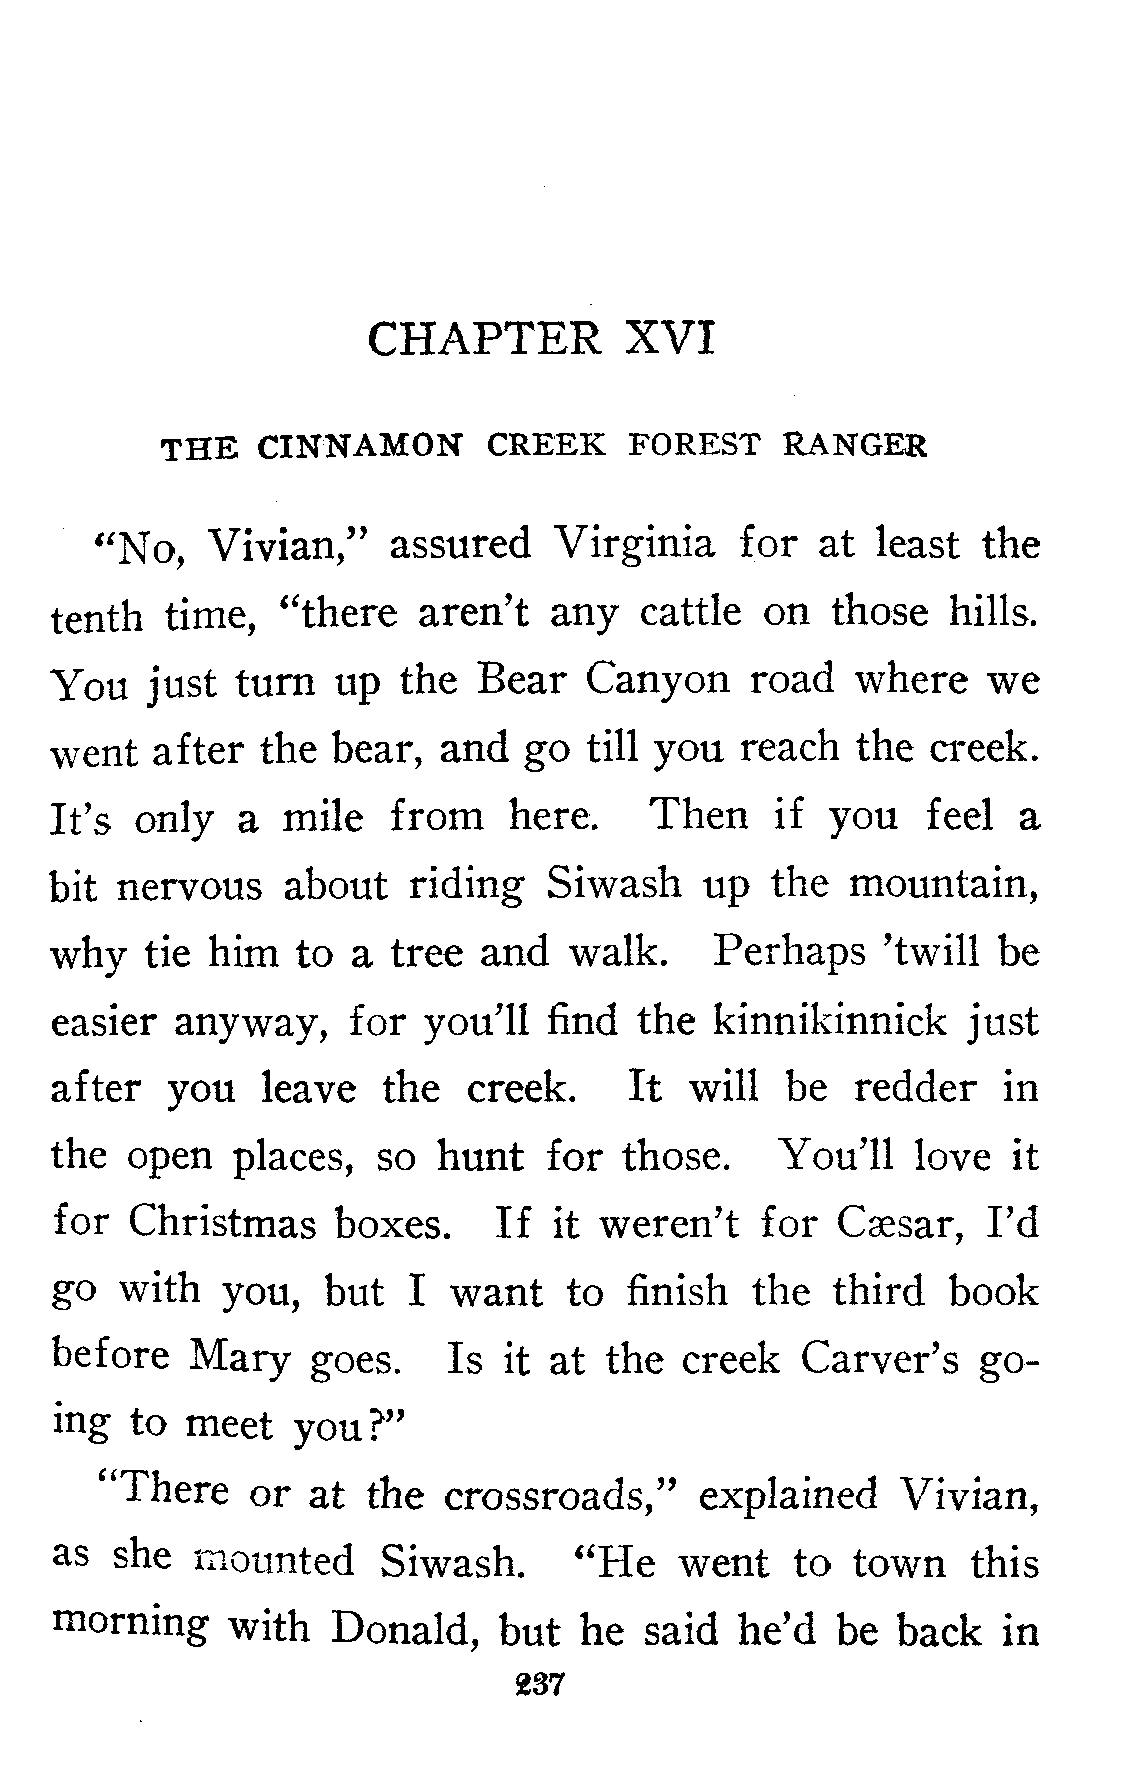 CHAPTER XVI
THE CINNAMON CREEK FOREST RANGER
“No, Vivian,” assured Virginia for at least the
tenth time, “there aren’t any cattle on those hills.
You just turn up the Bear Canyon road where we
went after the bear, and go till you reach the creek.
It’s only a mile from here. Then if you feel a
bit nervous about riding Siwash up the mountain,
why tie him to a tree and walk. Perhaps ’twill be
easier anyway, for you’ll find the kinnikinnick just
after you leave the creek. It will be redder in
the open places, so hunt for those. You’ll love it
for Christmas boxes. If it weren’t for Cæsar, I’d
go with you, but I want to finish the third book
before Mary goes. Is it at the creek Carver’s go-
ing to meet you?”
“There or at the crossroads,” explained Vivian,
as she mounted Siwash. “He went to town this
morning with Donald, but he said he’d be back in
237